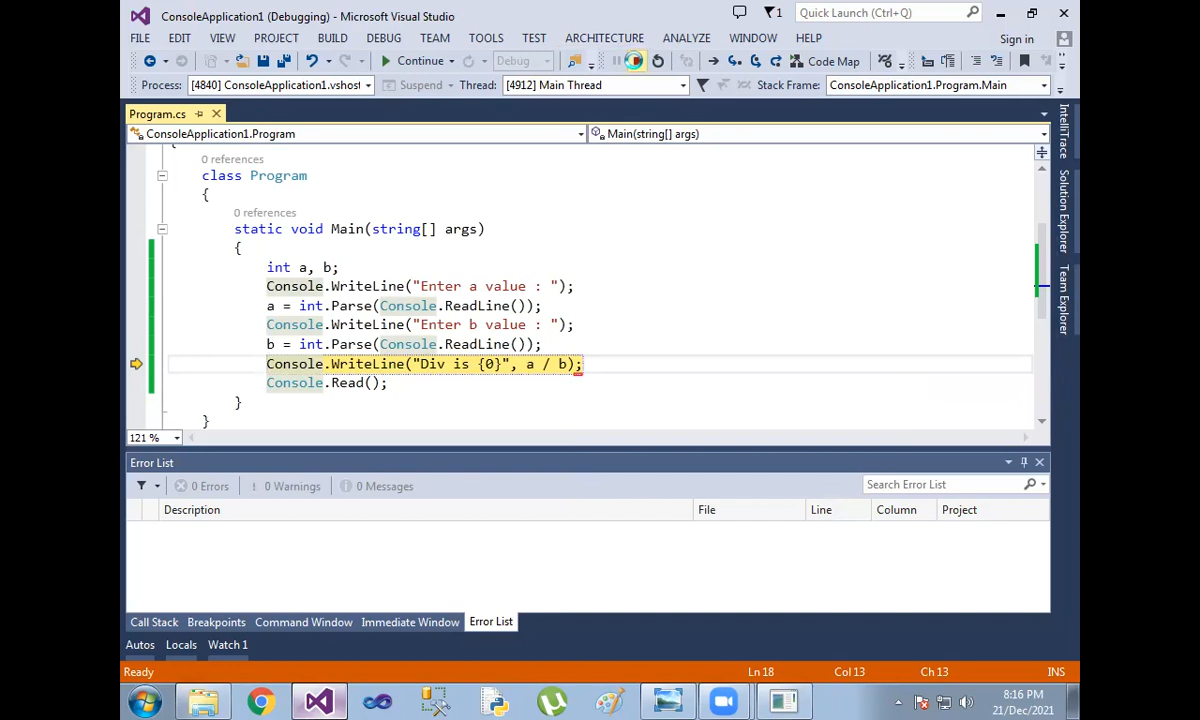 ConsoleApplication1 (Debugging) - Microsoft Visual Studio
1
Quick Launch (Ctrl+Q)
FILE EDIT VIEW PROJECT BUILD DEBUG TEAM TOOLS TEST ARCHITECTURE ANALYZE WINDOW HELP
Sign in
Continue
Debug
Code Map
Process: [4840] ConsoleApplication1.vshost
Suspend
Thread: [4912] Main Thread
Stack Frame: ConsoleApplication1.Program.Main
Program.cs
ConsoleApplication1.Program
Main(string[] args)
{
0 references
class Program
{
0 references
static void Main(string[] args)
{
int a, b;
Console.WriteLine("Enter a value : ");
a = int.Parse(Console.ReadLine());
Console.WriteLine("Enter b value : ");
b = int.Parse(Console.ReadLine());
Console.WriteLine("Div is {0}", a / b);
Console.Read();
}
}
121 %
IntelliTrace
Solution Explorer
Team Explorer
Error List
0 Errors
0 Warnings
0 Messages
Search Error List
Description
File
Line
Column
Project
Call Stack Breakpoints Command Window Immediate Window Error List
Autos Locals Watch 1
Ready
Ln 18
Col 13
Ch 13
INS
8:16 PM
21/Dec/2021